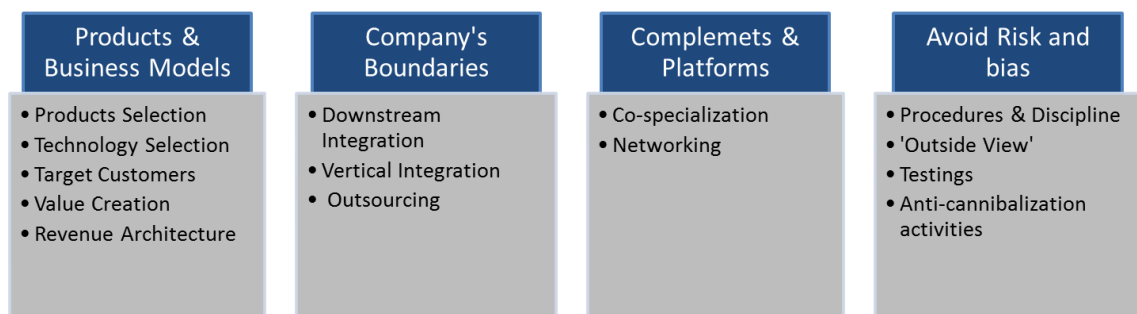 Products &
Business Models
• Products Selection
• Technology Selection
• Target Customers
• Value Creation
• Revenue Architecture
Company's
Boundaries
• Downstream
Integration
• Vertical Integration
• Outsourcing
Complemets &
Platforms
• Co-specialization
• Networking
Avoid Risk and
bias
• Procedures & Discipline
• 'Outside View'
• Testings
• Anti-cannibalization
activities